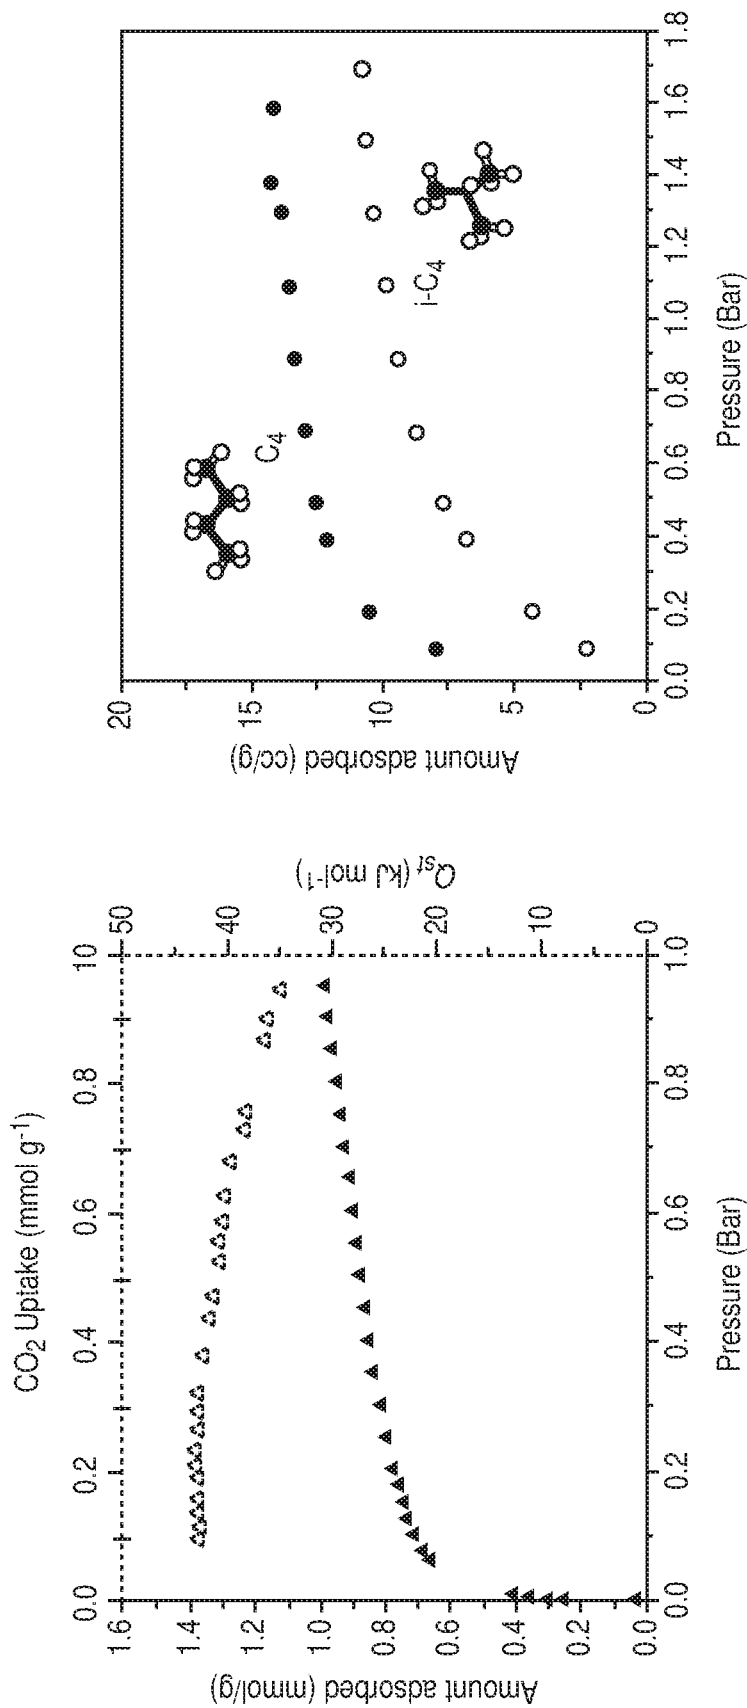 CO2 Uptake (mmol g-1)
0.0 0.2 0.4 0.6 0.8 10
1.6
1.4
1.2
1.0
0.8
0.6
0.4
0.2
0.0
Amount adsorbed (mmol/g)
50
40
30
20
10
0
Qst (kJ mol-1)
0.0 0.2 0.4 0.6 0.8 1.0
Pressure (Bar)
20
15
10
5
0
Amount adsorbed (cc/g)
C4
i-C4
0.0 0.2 0.4 0.6 0.8 1.0 1.2 1.4 1.6 1.8
Pressure (Bar)